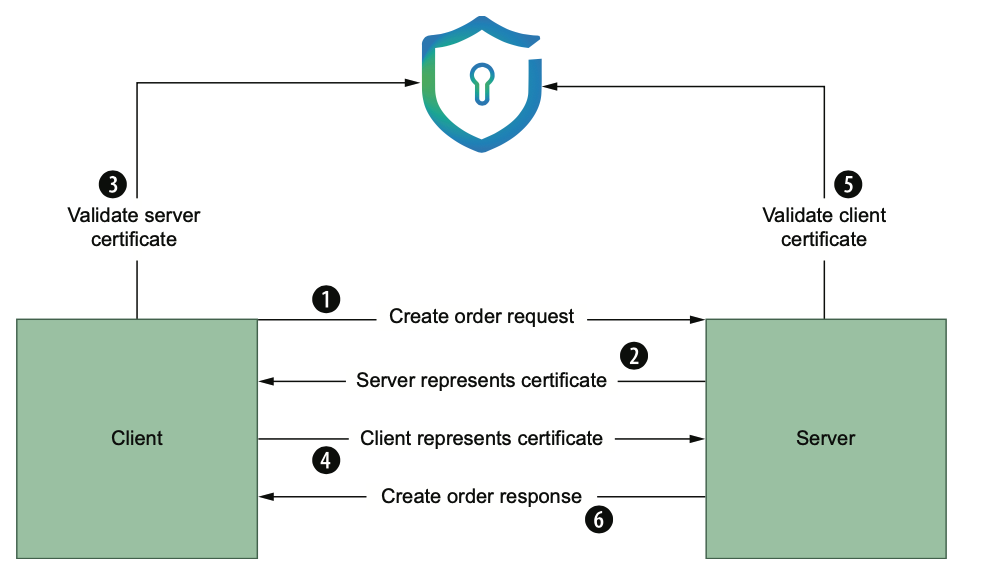 3
Validate server
certificate
5
Validate client
certificate
1
Create order request
2
Server represents certificate
Client
Client represents certificate
4
Server
Create order response
6